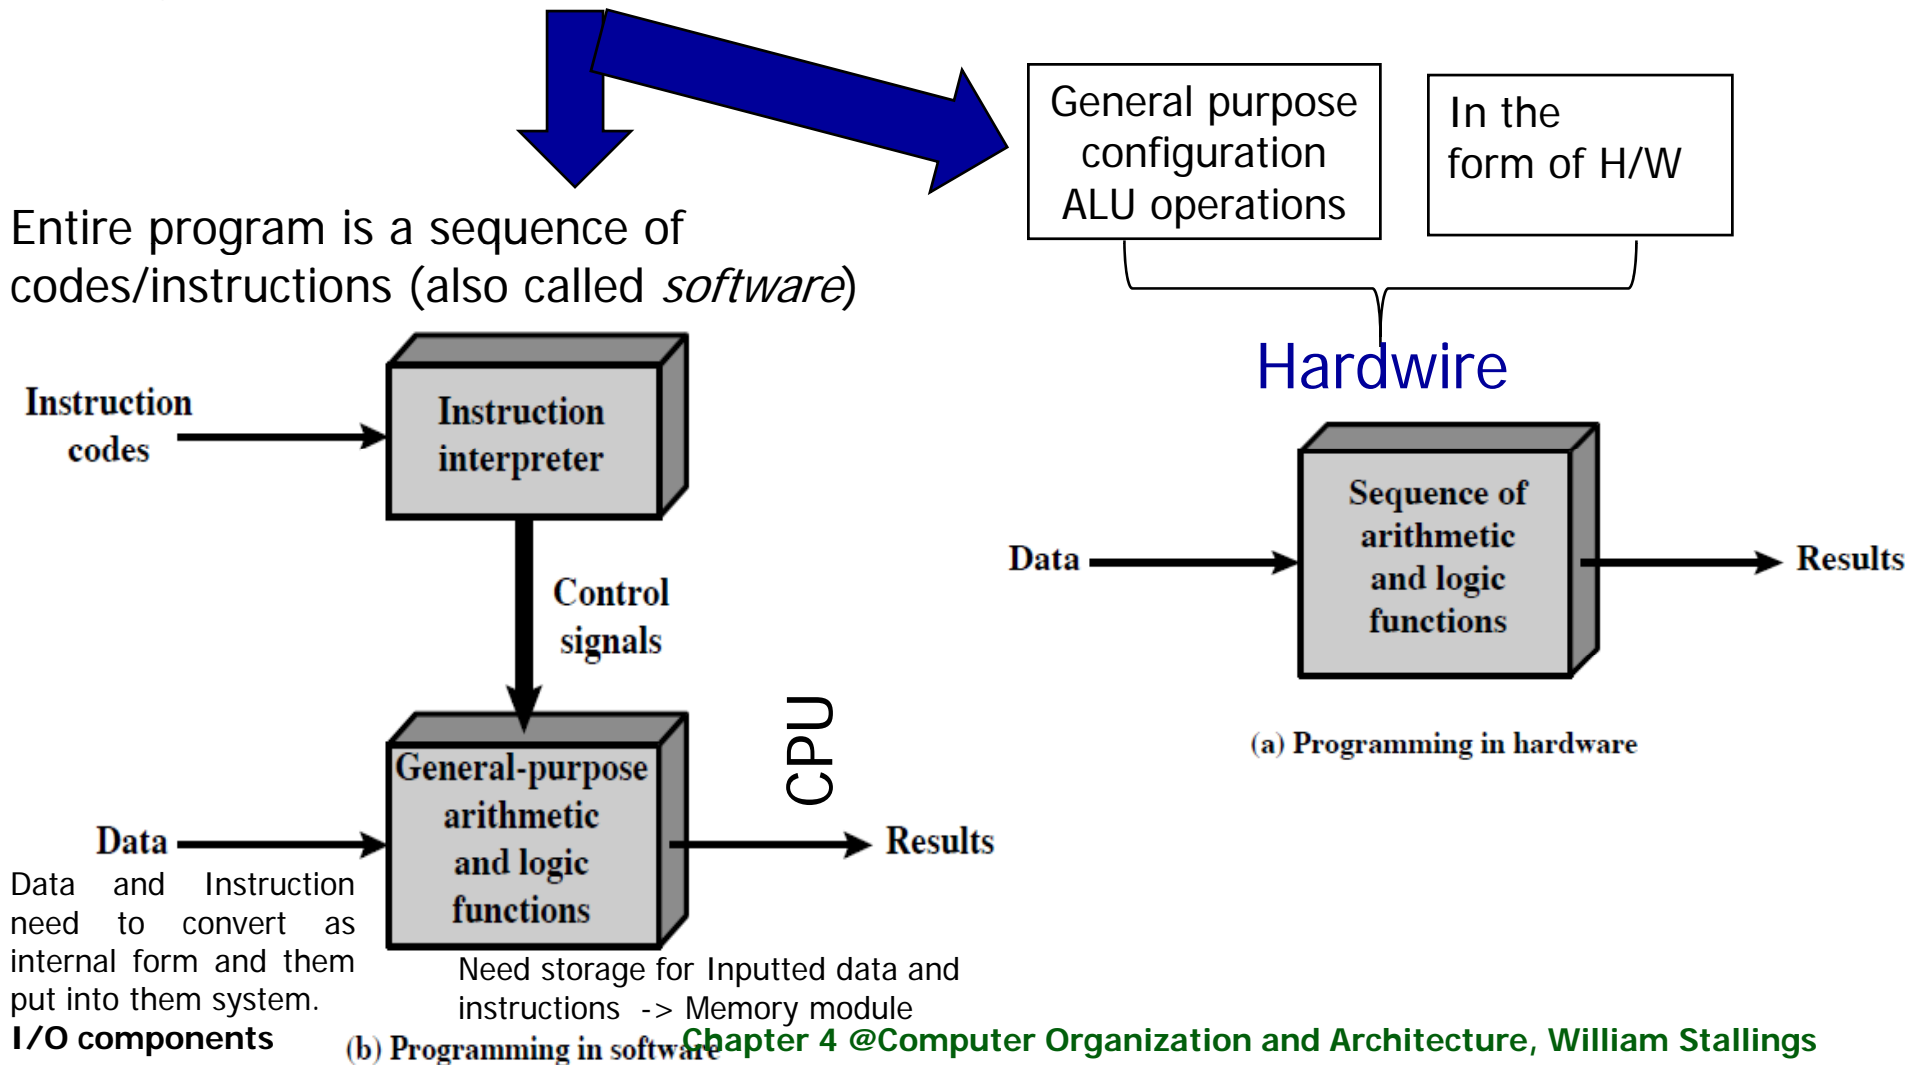 General purpose
configuration
ALU operations
In the
form of H/W
Entire program is a sequence of
codes/instructions (also called software)
Hardwire
Instruction
codes
Instruction
interpreter
Control
signals
CPU
General-purpose
arithmetic
and logic
functions
Data
Results
Data and Instruction
need to convert as
internal form and them
put into them system.
I/O components
Need storage for Inputted data and
instructions -> Memory module
(b) Programming in software
Data
Sequence of
arithmetic
and logic
functions
Results
(a) Programming in hardware
Chapter 4 @Computer Organization and Architecture, William Stallings